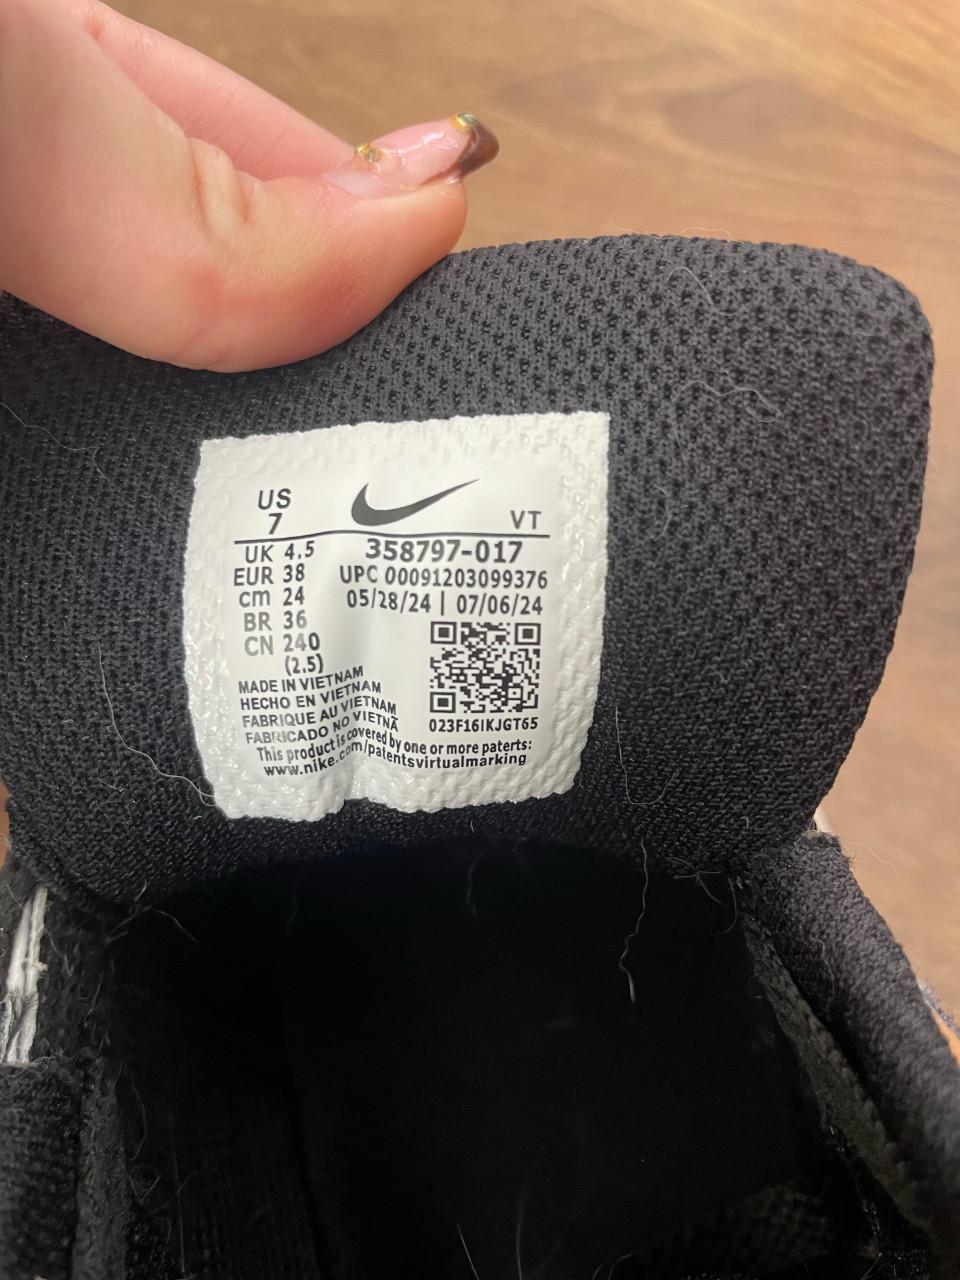 US
7
VT
UK 4.5
EUR 38
cm 24
BR 36
CN 240
(2.5)
358797-017
UPC 00091203099376
05/28/24 | 07/06/24
023F16IKJGT65
MADE IN VIETNAM
HECHO EN VIETNAM
FABRIQUE AU VIETNAM
FABRICADO NO VIETNÃ
This product is covered by one or more paterts:
www.nike.com/patentsvirtualmarking